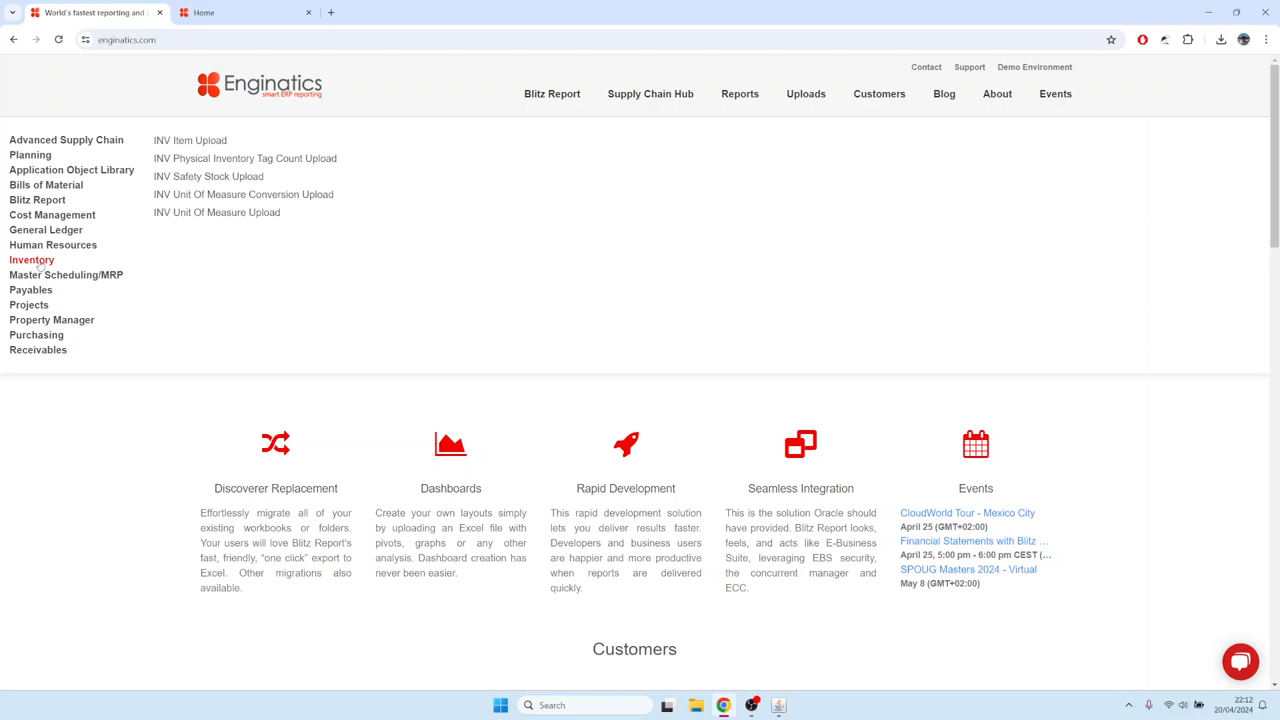 World's fastest reporting and
Home
enginatics.com
Enginatics
smart ERP reporting
Contact
Support
Demo Environment
Blitz Report
Supply Chain Hub
Reports
Uploads
Customers
Blog
About
Events
Advanced Supply Chain
Planning
Application Object Library
Bills of Material
Blitz Report
Cost Management
General Ledger
Human Resources
Inventory
Master Scheduling/MRP
Payables
Projects
Property Manager
Purchasing
Receivables
INV Item Upload
INV Physical Inventory Tag Count Upload
INV Safety Stock Upload
INV Unit Of Measure Conversion Upload
INV Unit Of Measure Upload
Discoverer Replacement
Effortlessly migrate all of your
existing workbooks or folders.
Your users will love Blitz Report's
fast, friendly, “one click” export to
Excel. Other migrations also
available.
Dashboards
Create your own layouts simply
by uploading an Excel file with
pivots, graphs or any other
analysis. Dashboard creation has
never been easier.
Rapid Development
This rapid development solution
lets you deliver results faster.
Developers and business users
are happier and more productive
when reports are delivered
quickly.
Seamless Integration
This is the solution Oracle should
have provided. Blitz Report looks,
feels, and acts like E-Business
Suite, leveraging EBS security,
the concurrent manager and
ECC.
Events
CloudWorld Tour - Mexico City
April 25 (GMT+02:00)
Financial Statements with Blitz ...
April 25, 5:00 pm - 6:00 pm CEST (...
SPOUG Masters 2024 - Virtual
May 8 (GMT+02:00)
Customers
Search
22:12
20/04/2024